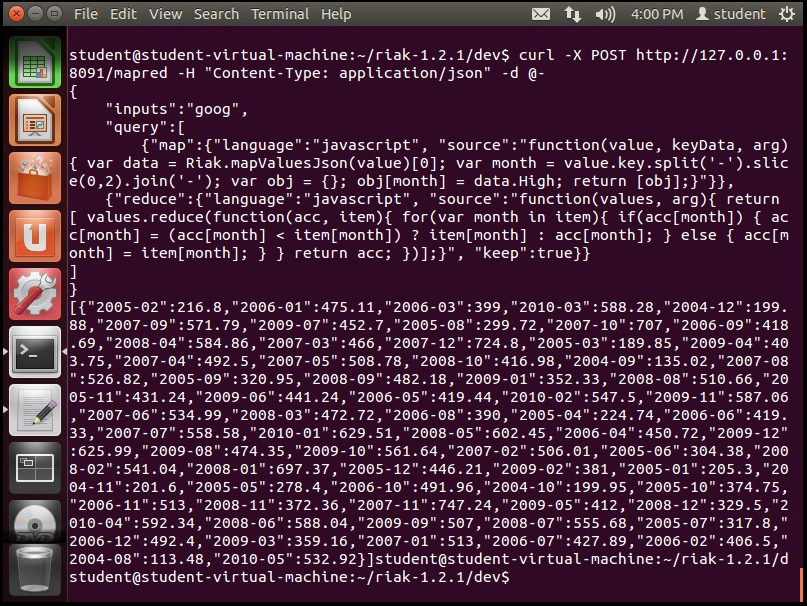 File Edit View Search Terminal Help 4:00 PM student
student@student-virtual-machine:~/riak-1.2.1/dev$ curl -X POST http://127.0.0.1:
8091/mapred -H "Content-Type: application/json" -d @-
{
    "inputs":"goog",
    "query":[
        {"map":{"language":"javascript", "source":"function(value, keyData, arg)
{ var data = Riak.mapValuesJson(value)[0]; var month = value.key.split('-').slic
e(0,2).join('-'); var obj = {}; obj[month] = data.High; return [obj];}"}},
    {"reduce":{"language":"javascript", "source":"function(values, arg){ return
[ values.reduce(function(acc, item){ for(var month in item){ if(acc[month]) { ac
c[month] = (acc[month] < item[month]) ? item[month] : acc[month]; } else { acc[m
onth] = item[month]; } } return acc; })];}", "keep":true}}
]
}
[{"2005-02":216.8,"2006-01":475.11,"2006-03":399,"2010-03":588.28,"2004-12":199.
88,"2007-09":571.79,"2009-07":452.7,"2005-08":299.72,"2007-10":707,"2006-09":418
.69,"2008-04":584.86,"2007-03":466,"2007-12":724.8,"2005-03":189.85,"2009-04":40
3.75,"2007-04":492.5,"2007-05":508.78,"2008-10":416.98,"2004-09":135.02,"2007-08
":526.82,"2005-09":320.95,"2008-09":482.18,"2009-01":352.33,"2008-08":510.66,"20
05-11":431.24,"2009-06":441.24,"2006-05":419.44,"2010-02":547.5,"2009-11":587.06
,"2007-06":534.99,"2008-03":472.72,"2006-08":390,"2005-04":224.74,"2006-06":419.
33,"2007-07":558.58,"2010-01":629.51,"2008-05":602.45,"2006-04":450.72,"2009-12"
:625.99,"2009-08":474.35,"2009-10":561.64,"2007-02":506.01,"2005-06":304.38,"200
8-02":541.04,"2008-01":697.37,"2005-12":446.21,"2009-02":381,"2005-01":205.3,"20
04-11":201.6,"2005-05":278.4,"2006-10":491.96,"2004-10":199.95,"2005-10":374.75,
"2006-11":513,"2008-11":372.36,"2007-11":747.24,"2009-05":412,"2008-12":329.5,"2
010-04":592.34,"2008-06":588.04,"2009-09":507,"2008-07":555.68,"2005-07":317.8,
"2006-12":492.4,"2009-03":359.16,"2007-01":513,"2006-07":427.89,"2006-02":406.5,
"2004-08":113.48,"2010-05":532.92}]student@student-virtual-machine:~/riak-1.2.1/d
student@student-virtual-machine:~/riak-1.2.1/dev$